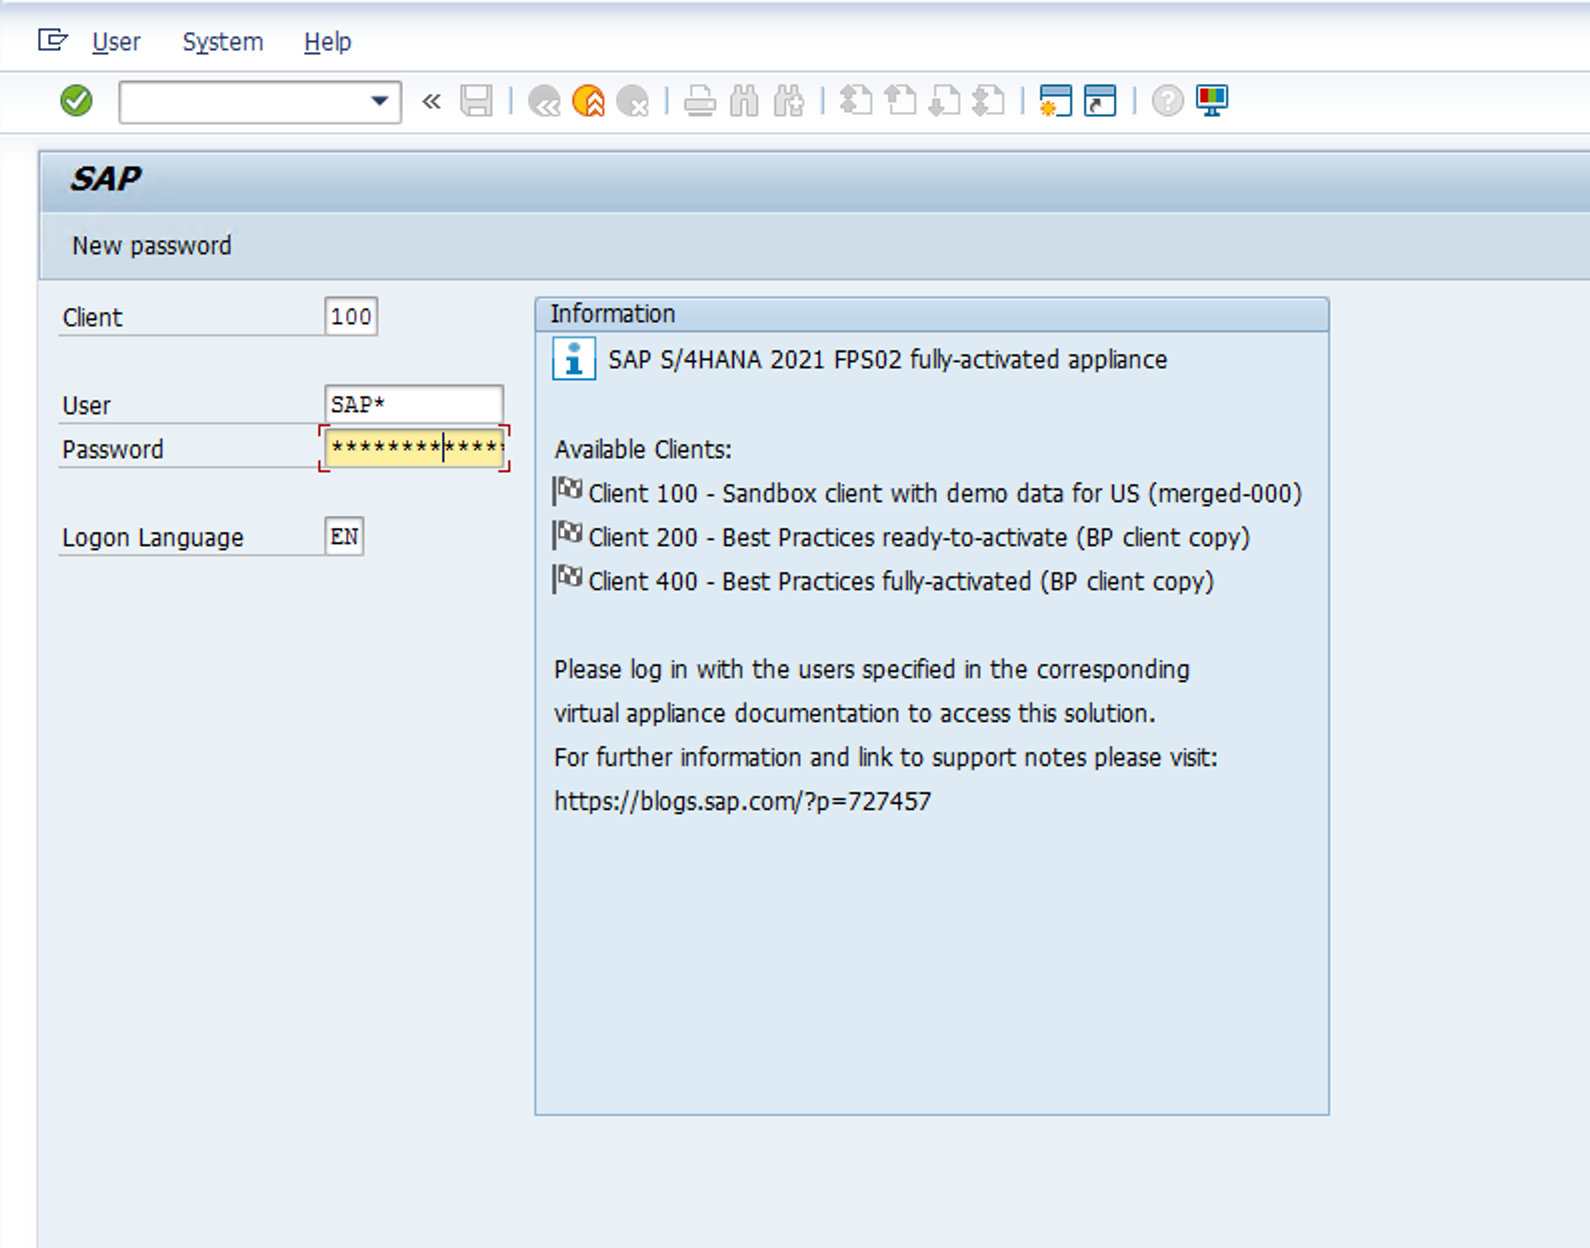 User System Help
SAP
New password
Client 100
User SAP*
Password ************
Logon Language EN
Information
SAP S/4HANA 2021 FPS02 fully-activated appliance
Available Clients:
Client 100 - Sandbox client with demo data for US (merged-000)
Client 200 - Best Practices ready-to-activate (BP client copy)
Client 400 - Best Practices fully-activated (BP client copy)
Please log in with the users specified in the corresponding
virtual appliance documentation to access this solution.
For further information and link to support notes please visit:
https://blogs.sap.com/?p=727457